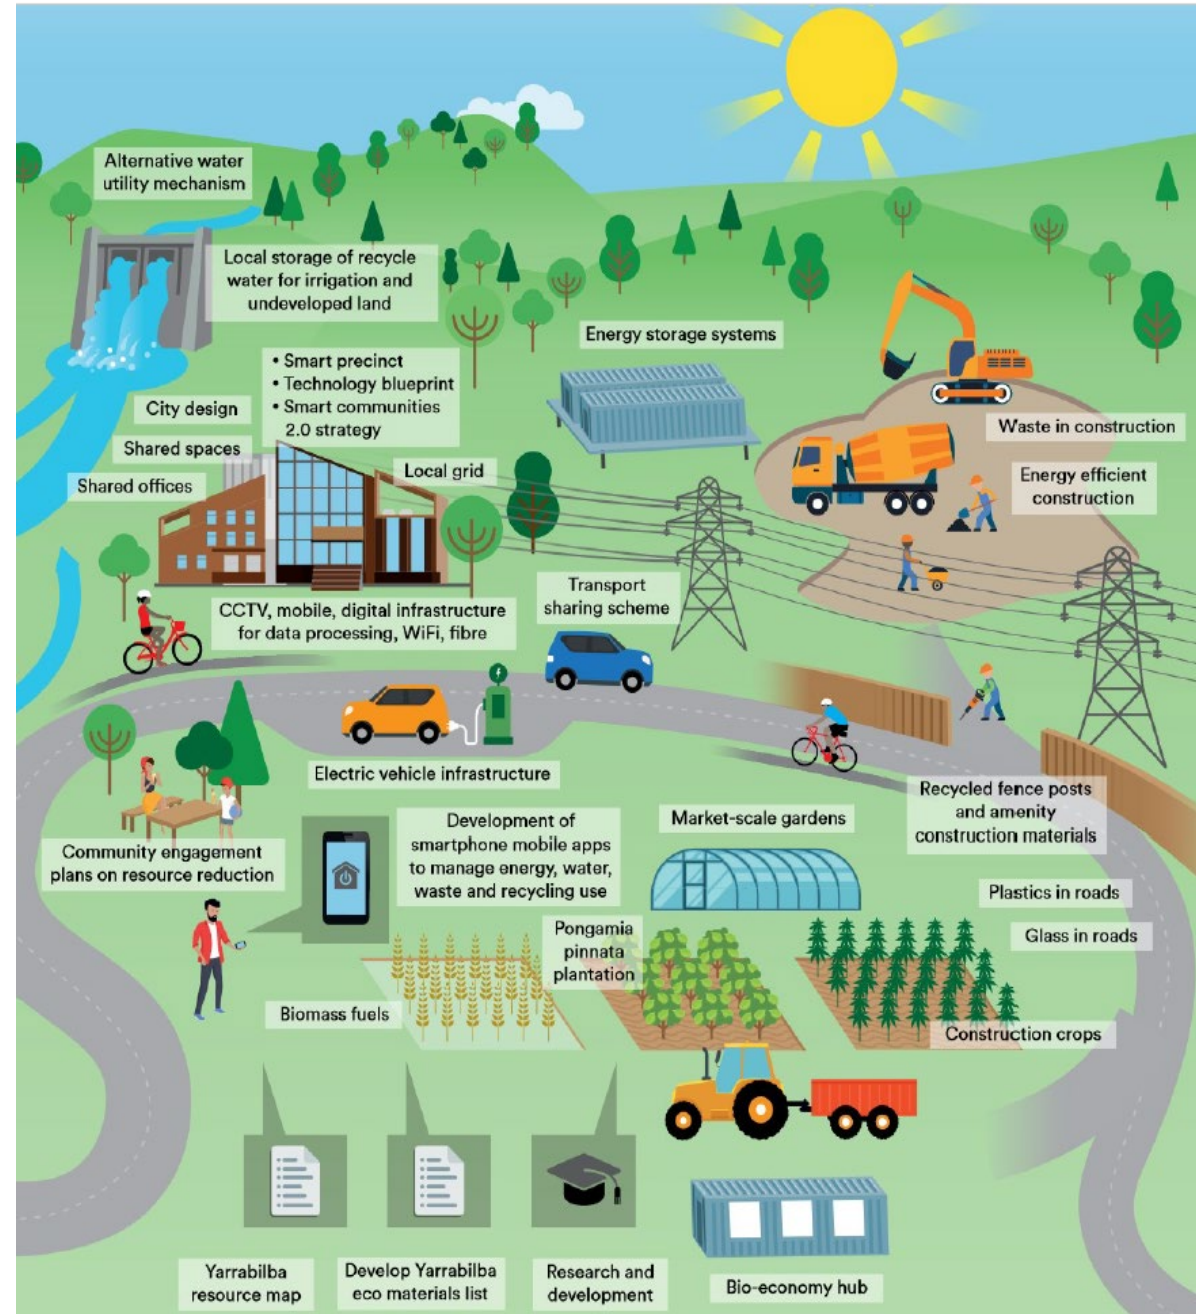 Alternative water
utility mechanism
Local storage of recycle
water for irrigation and
undeveloped land
Energy storage systems
• Smart precinct
• Technology blueprint
• Smart communities
2.0 strategy
City design
Shared spaces
Shared offices
Local grid
Waste in construction
Energy efficient
construction
CCTV, mobile, digital infrastructure
for data processing, WiFi, fibre
Transport
sharing scheme
Electric vehicle infrastructure
Recycled fence posts
and amenity
construction materials
Community engagement
plans on resource reduction
Development of
smartphone mobile apps
to manage energy, water,
waste and recycling use
Market-scale gardens
Plastics in roads
Glass in roads
Pongamia
pinnata
plantation
Biomass fuels
Construction crops
Yarrabilba
resource map
Develop Yarrabilba
eco materials list
Research and
development
Bio-economy hub